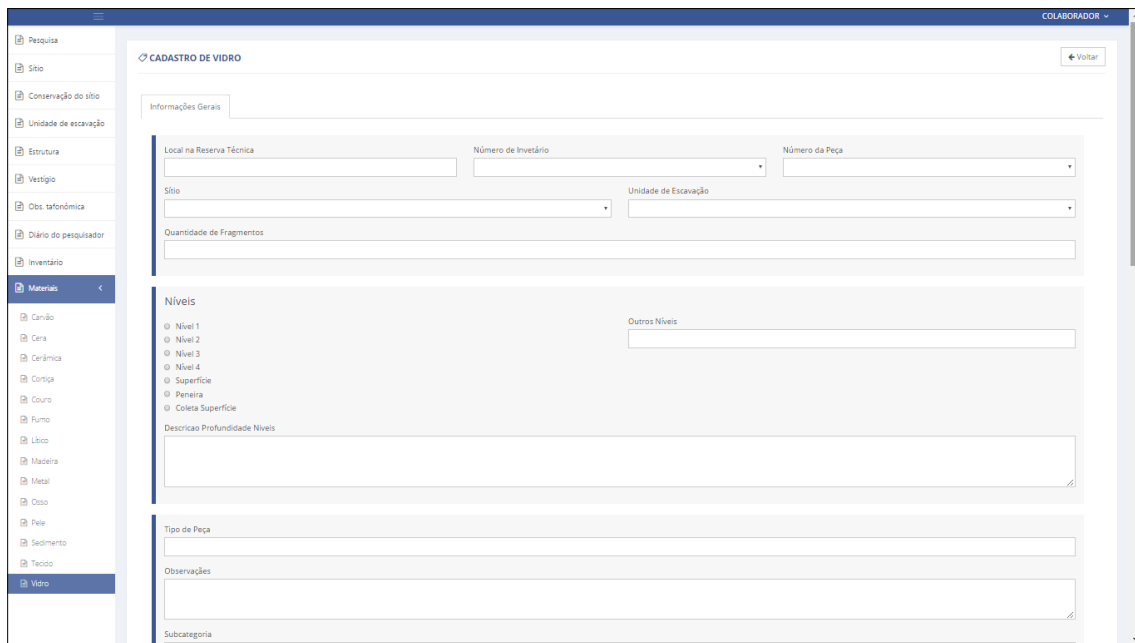 COLABORADOR
Pesquisa
Sítio
Conservação do sítio
Unidade de escavação
Estrutura
Vestígio
Obs. tafonômica
Diário do pesquisador
Inventário
Materiais
Carvão
Cera
Cerâmica
Cortiça
Couro
Fumo
Lítico
Madeira
Metal
Osso
Pele
Sedimento
Tecido
Vidro
CADASTRO DE VIDRO
Voltar
Informações Gerais
Local na Reserva Técnica
Número de Invetário
Número da Peça
Sítio
Unidade de Escavação
Quantidade de Fragmentos
Níveis
Nível 1
Nível 2
Nível 3
Nível 4
Superfície
Peneira
Coleta Superfície
Outros Níveis
Descricao Profundidade Niveis
Tipo de Peça
Observações
Subcategoria